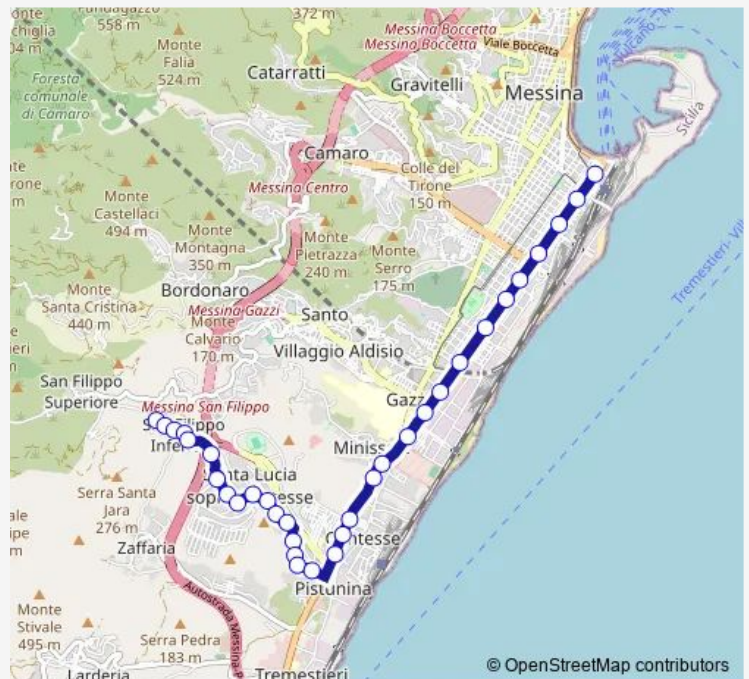 Fundagazzo
558 m
372 m
Monte
Falia
524 m
Messina Boccetta
Messina Boccetta
Viale Boccetta
Catarratti
Gravitelli
Messina
Foresta
comunale
di Camaro
Sicilia
Camaro
Messina Centro
Colle del
Tirone
150 m
Monte
Castellaci
494 m
Monte
Montagna
350 m
Monte
Pietrazza
240 m
Monte
Serro
175 m
Bordonaro
Monte
Santa Cristina
440 m
Messina Gazzi
Monte
Calvario
170 m
Santo
Villaggio Aldisio
San Filippo
Superiore
Messina San Filippo
Gazz
Miniss
Serra Santa
Jara
276 m
Zaffaria
Pistunina
Autostrada Messina P
Monte
Stivale
495 m
Serra Pedra
183 m
Larderia
Tremestieri
Tremestieri- Vill
© OpenStreetMap contributors